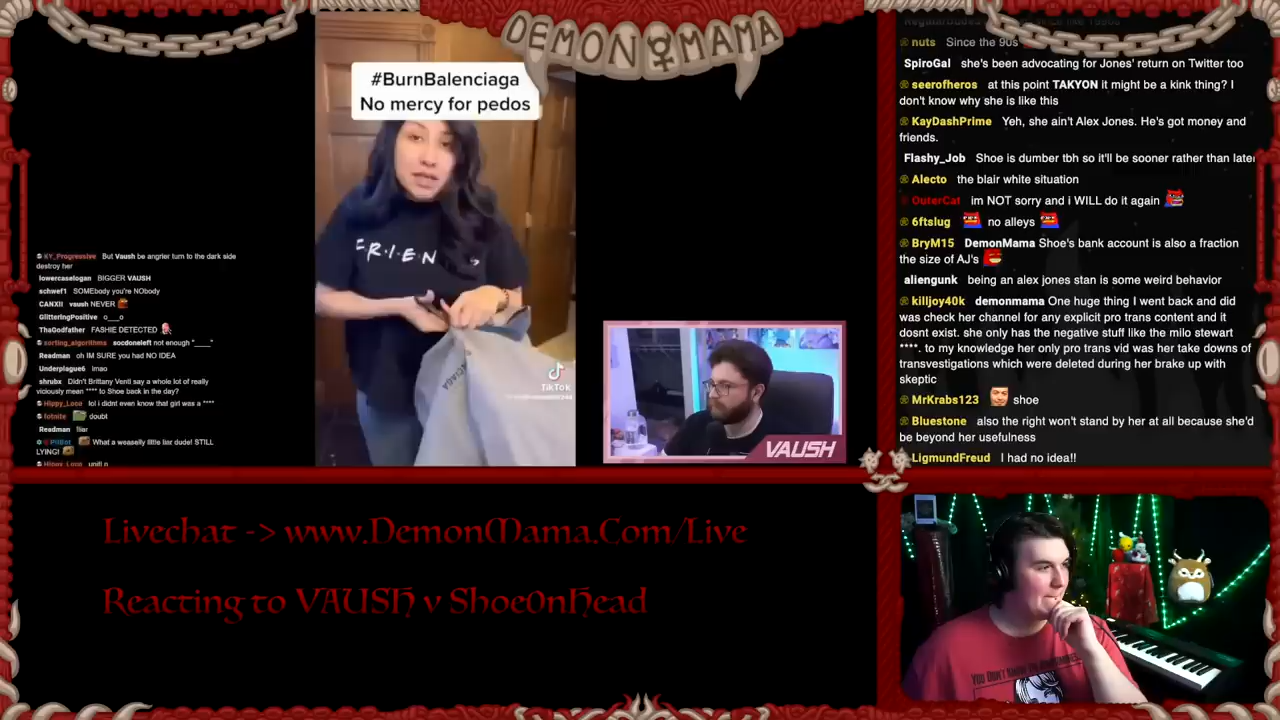 DEMON MAMA
#BurnBalenciaga
No mercy for pedos
F·R·I·E·N
TikTok
KY_Progressive But Vaush be angrier turn to the dark side
destroy her
lowercaselogan BIGGER VAUSH
schwef1 SOMEbody you're NObody
CANXII vaush NEVER
GlitteringPositive o___o
ThaGodfather FASHIE DETECTED
sorting_algorithms socdoneleft not enough "____"
Readman oh IM SURE you had NO IDEA
Underplague6 lmao
shrubx Didn't Brittany Venti say a whole lot of really
viciously mean **** to Shoe back in the day?
Hippy_Loca lol i didnt even know that girl was a ****
fotnite doubt
Readman liar
What a weaselly little liar dude! STILL
LYING!
VAUSH
nuts Since the 90s
SpiroGal she's been advocating for Jones' return on Twitter too
seerofheros at this point TAKYON it might be a kink thing? I
don't know why she is like this
KayDashPrime Yeh, she ain't Alex Jones. He's got money and
friends.
Flashy_Job Shoe is dumber tbh so it'll be sooner rather than later
Alecto the blair white situation
OuterCat im NOT sorry and i WILL do it again
6ftslug no alleys
BryM15 DemonMama Shoe's bank account is also a fraction
the size of AJ's
aliengunk being an alex jones stan is some weird behavior
killjoy40k demonmama One huge thing I went back and did
was check her channel for any explicit pro trans content and it
dosnt exist. she only has the negative stuff like the milo stewart
****. to my knowledge her only pro trans vid was her take downs of
transvestigations which were deleted during her brake up with
skeptic
MrKrabs123 shoe
Bluestone also the right won't stand by her at all because she'd
be beyond her usefulness
LigmundFreud I had no idea!!
Livechat -> www.DemonMama.Com/Live
Reacting to VAUSH v Shoe0nHead